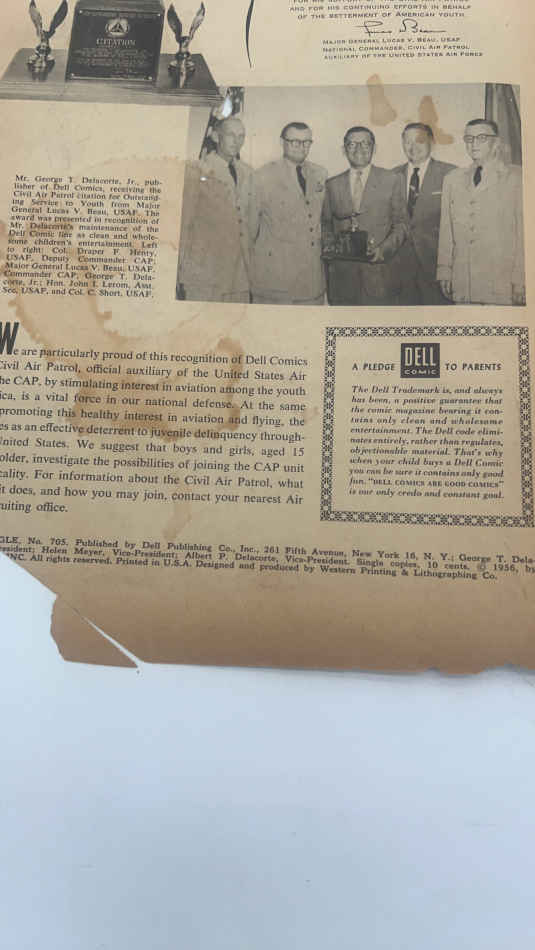 CITATION
AND FOR HIS CONTINUING EFFORTS IN BEHALF
OF THE BETTERMENT OF AMERICAN YOUTH.
MAJOR GENERAL LUCAS V. BEAU, USAF
NATIONAL COMMANDER, CIVIL AIR PATROL
AUXILIARY OF THE UNITED STATES AIR FORCE
Mr. George T. Delacorte, Jr., pub-
lisher of Dell Comics, receiving the
Civil Air Patrol citation for Outstand-
ing Service to Youth from Major
General Lucas V. Beau, USAF. The
award was presented in recognition of
Mr. Delacorte's maintenance of the
Dell Comic line as clean and whole-
some children's entertainment. Left
to right: Col. Draper F. Henry,
USAF, Deputy Commander CAP;
Major General Lucas V. Beau, USAF,
Commander CAP; George T. Dela-
corte, Jr.; Hon. John I. Lerom, Asst.
Sec. USAF, and Col. C. Short, USAF.
We are particularly proud of this recognition of Dell Comics
Civil Air Patrol, official auxiliary of the United States Air
he CAP, by stimulating interest in aviation among the youth
ica, is a vital force in our national defense. At the same
promoting this healthy interest in aviation and flying, the
es as an effective deterrent to juvenile delinquency through-
United States. We suggest that boys and girls, aged 15
older, investigate the possibilities of joining the CAP unit
cality. For information about the Civil Air Patrol, what
it does, and how you may join, contact your nearest Air
ruiting office.
A PLEDGE DELL COMIC TO PARENTS
The Dell Trademark is, and always
has been, a positive guarantee that
the comic magazine bearing it con-
tains only clean and wholesome
entertainment. The Dell code elimi-
nates entirely, rather than regulates,
objectionable material. That's why
when your child buys a Dell Comic
you can be sure it contains only good
fun. "DELL COMICS ARE GOOD COMICS"
is our only credo and constant goal.
GLE, No. 705. Published by Dell Publishing Co., Inc., 261 Fifth Avenue, New York 16, N. Y.; George T. Dela-
resident; Helen Meyer, Vice-President; Albert P. Delacorte, Vice-President. Single copies, 10 cents. © 1956, by
INC. All rights reserved. Printed in U.S.A. Designed and produced by Western Printing & Lithographing Co.